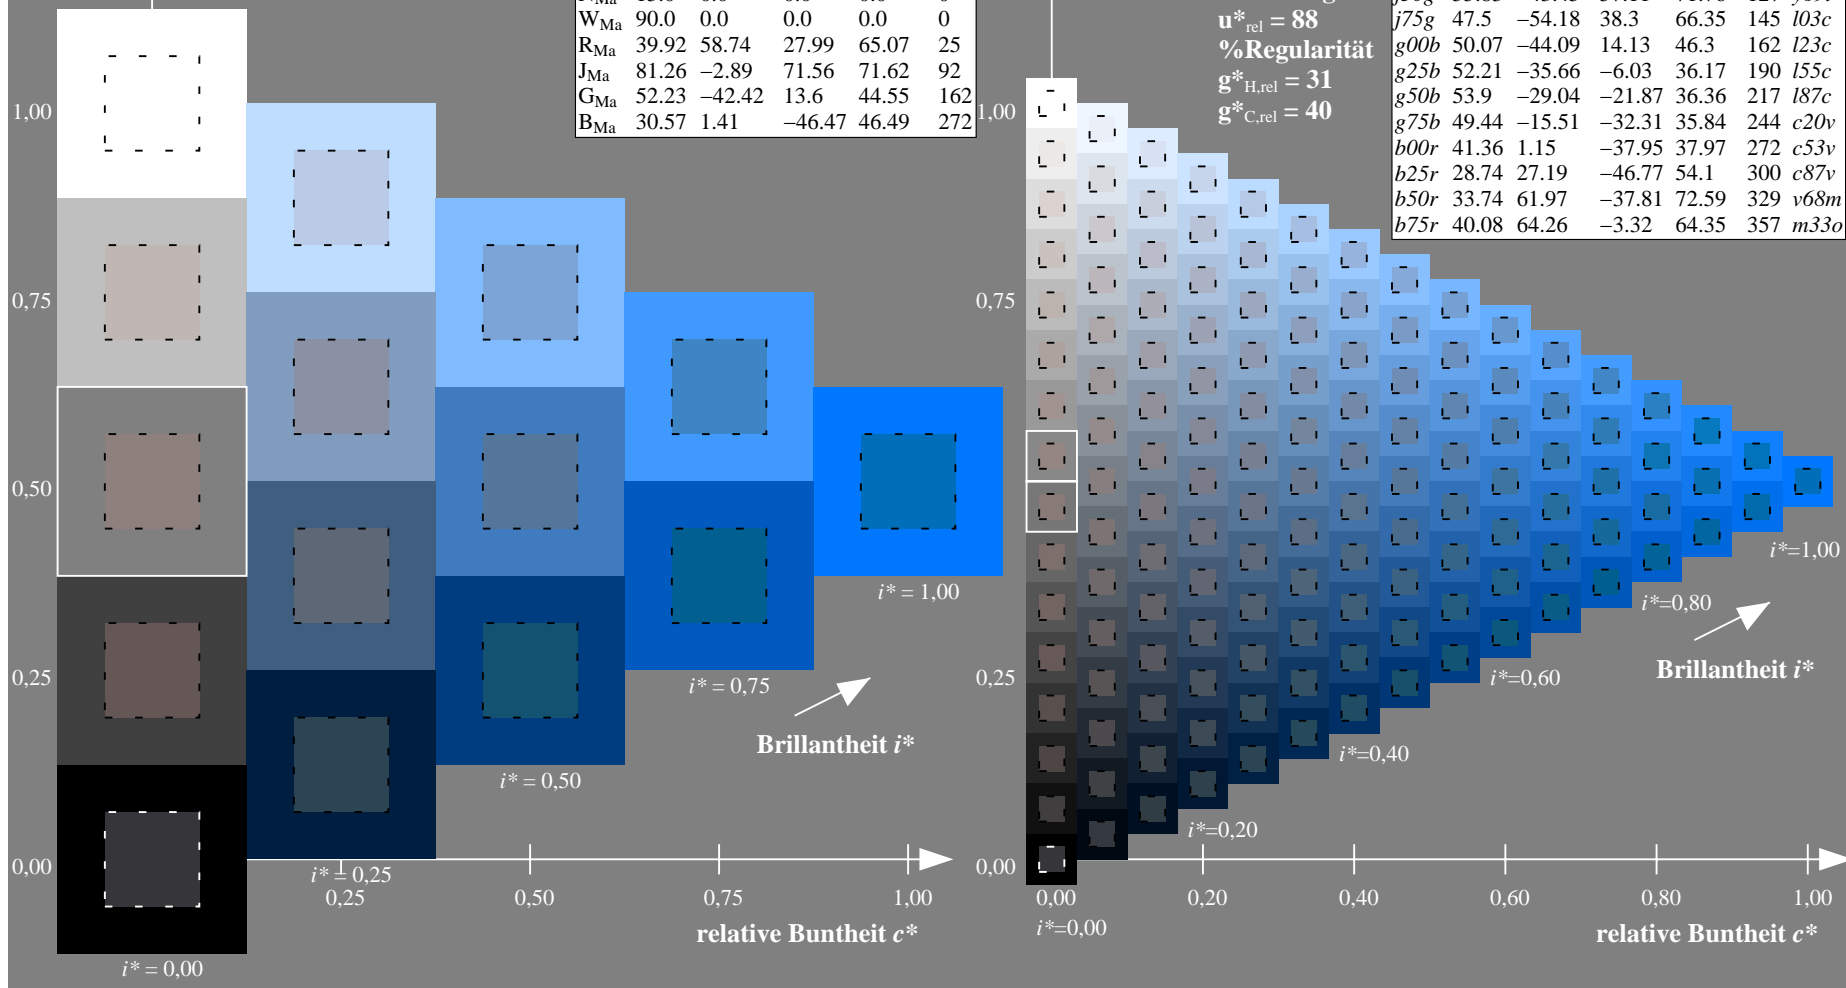 W_Ma 90.0 0.0 0.0 0.0 0
R_Ma 39.92 58.74 27.99 65.07 25
J_Ma 81.26 −2.89 71.56 71.62 92
G_Ma 52.23 −42.42 13.6 44.55 162
B_Ma 30.57 1.41 −46.47 46.49 272
u*rel = 88
%Regularität
g*H,rel = 31
g*C,rel = 40
j75g 47.5 −54.18 38.3 66.35 145 l03c
g00b 50.07 −44.09 14.13 46.3 162 l23c
g25b 52.21 −35.66 −6.03 36.17 190 l55c
g50b 53.9 −29.04 −21.87 36.36 217 l87c
g75b 49.44 −15.51 −32.31 35.84 244 c20v
b00r 41.36 1.15 −37.95 37.97 272 c53v
b25r 28.74 27.19 −46.77 54.1 300 c87v
b50r 33.74 61.97 −37.81 72.59 329 v68m
b75r 40.08 64.26 −3.32 64.35 357 m33o
1,00
0,75
0,50
0,25
0,00
i* = 1,00
i* = 0,75
Brillantheit i*
i* = 0,50
i* = 0,25
0,25 0,50 0,75 1,00
relative Buntheit c*
i* = 0,00
1,00
0,75
0,25
0,00
i*=1,00
i*=0,80
Brillantheit i*
i*=0,60
i*=0,40
i*=0,20
0,00 0,20 0,40 0,60 0,80 1,00
i*=0,00
relative Buntheit c*